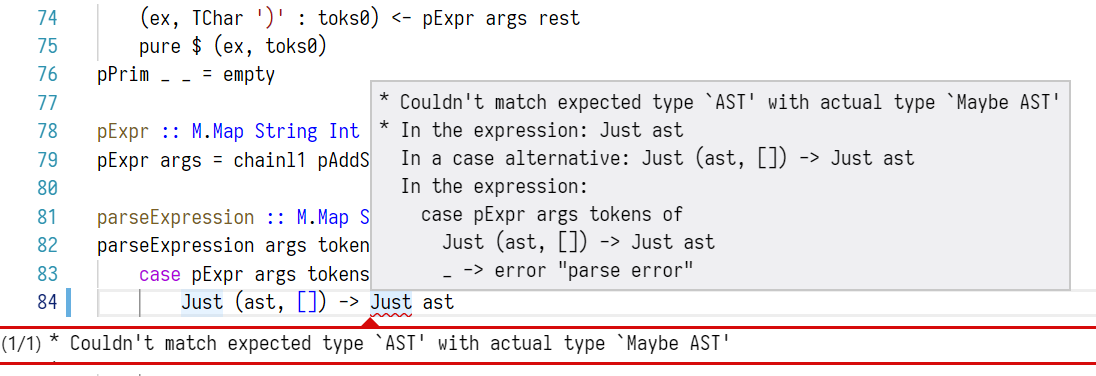 74 (ex, TChar ')' : toks0) <- pExpr args rest
75 pure $ (ex, toks0)
76 pPrim _ _ = empty
77
78 pExpr :: M.Map String Int
79 pExpr args = chainl1 pAddS
80
81 parseExpression :: M.Map S
82 parseExpression args token
83 case pExpr args tokens
84 Just (ast, []) -> Just ast
* Couldn't match expected type `AST' with actual type `Maybe AST'
* In the expression: Just ast
In a case alternative: Just (ast, []) -> Just ast
In the expression:
case pExpr args tokens of
Just (ast, []) -> Just ast
_ -> error "parse error"
(1/1) * Couldn't match expected type `AST' with actual type `Maybe AST'